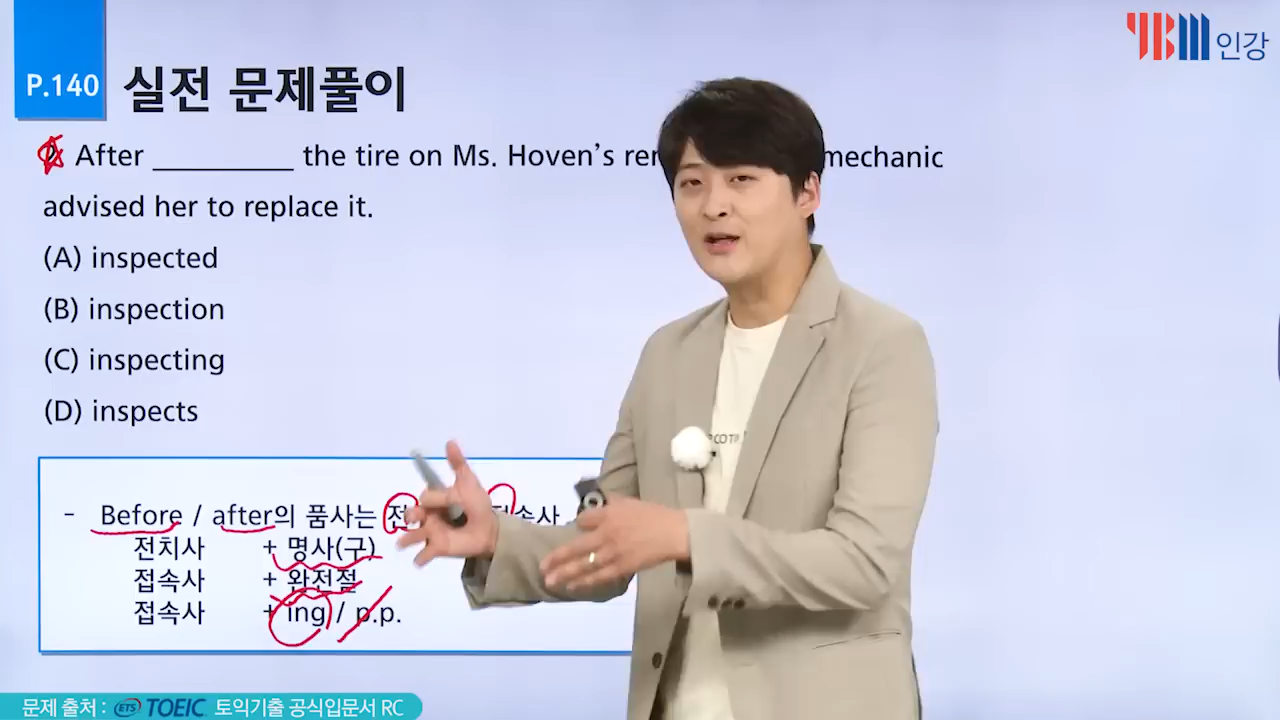 P.140 실전 문제풀이
YBM 인강
After ________ the tire on Ms. Hoven's mechanic
advised her to replace it.
(A) inspected
(B) inspection
(C) inspecting
(D) inspects
- Before / after의 품사는
전치사 + 명사(구)
접속사 + 완전절
접속사 + ing / p.p.
문제 출처 : ETS TOEIC 토익기출 공식입문서 RC